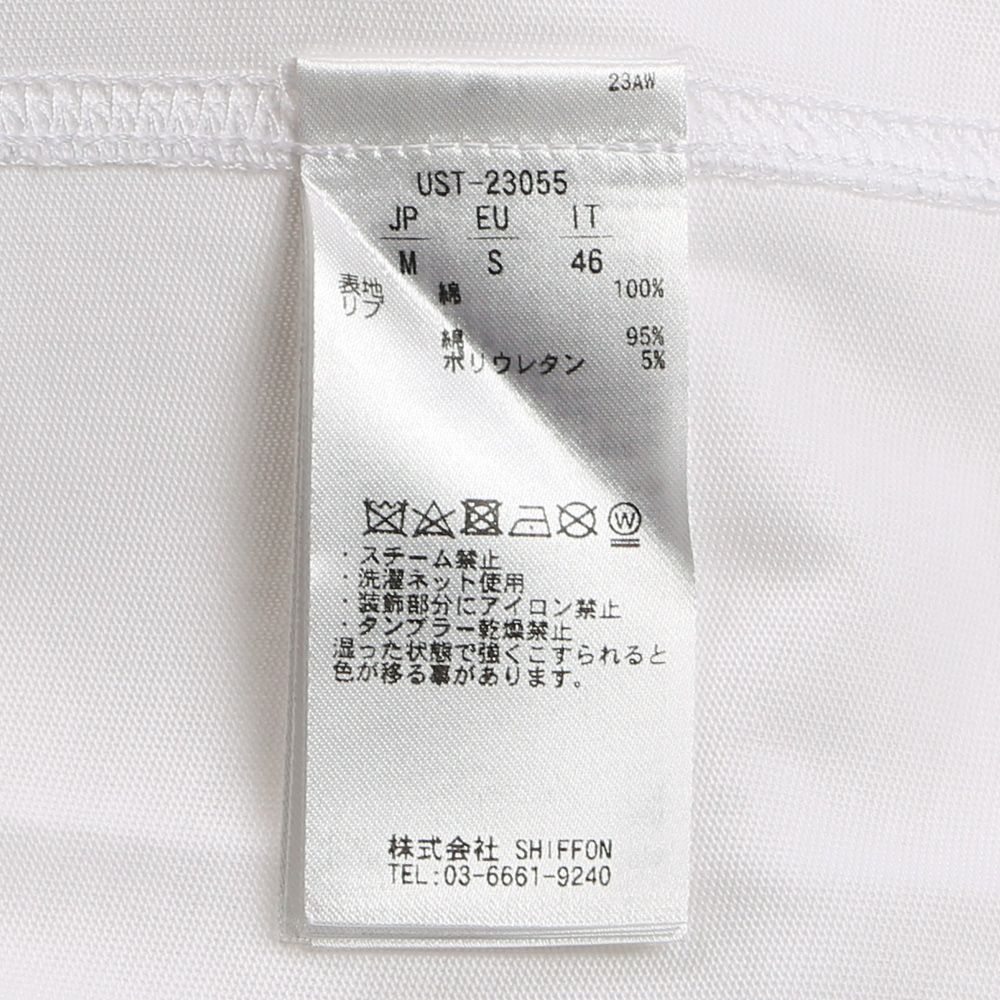 23AW
UST-23055
JP EU IT
M S 46
表地 綿 100%
リブ
綿 95%
ポリウレタン 5%
W
・スチーム禁止
・洗濯ネット使用
・装飾部分にアイロン禁止
・タンブラー乾燥禁止
湿った状態で強くこすられると
色が移る事があります。
株式会社 SHIFFON
TEL:03-6661-9240